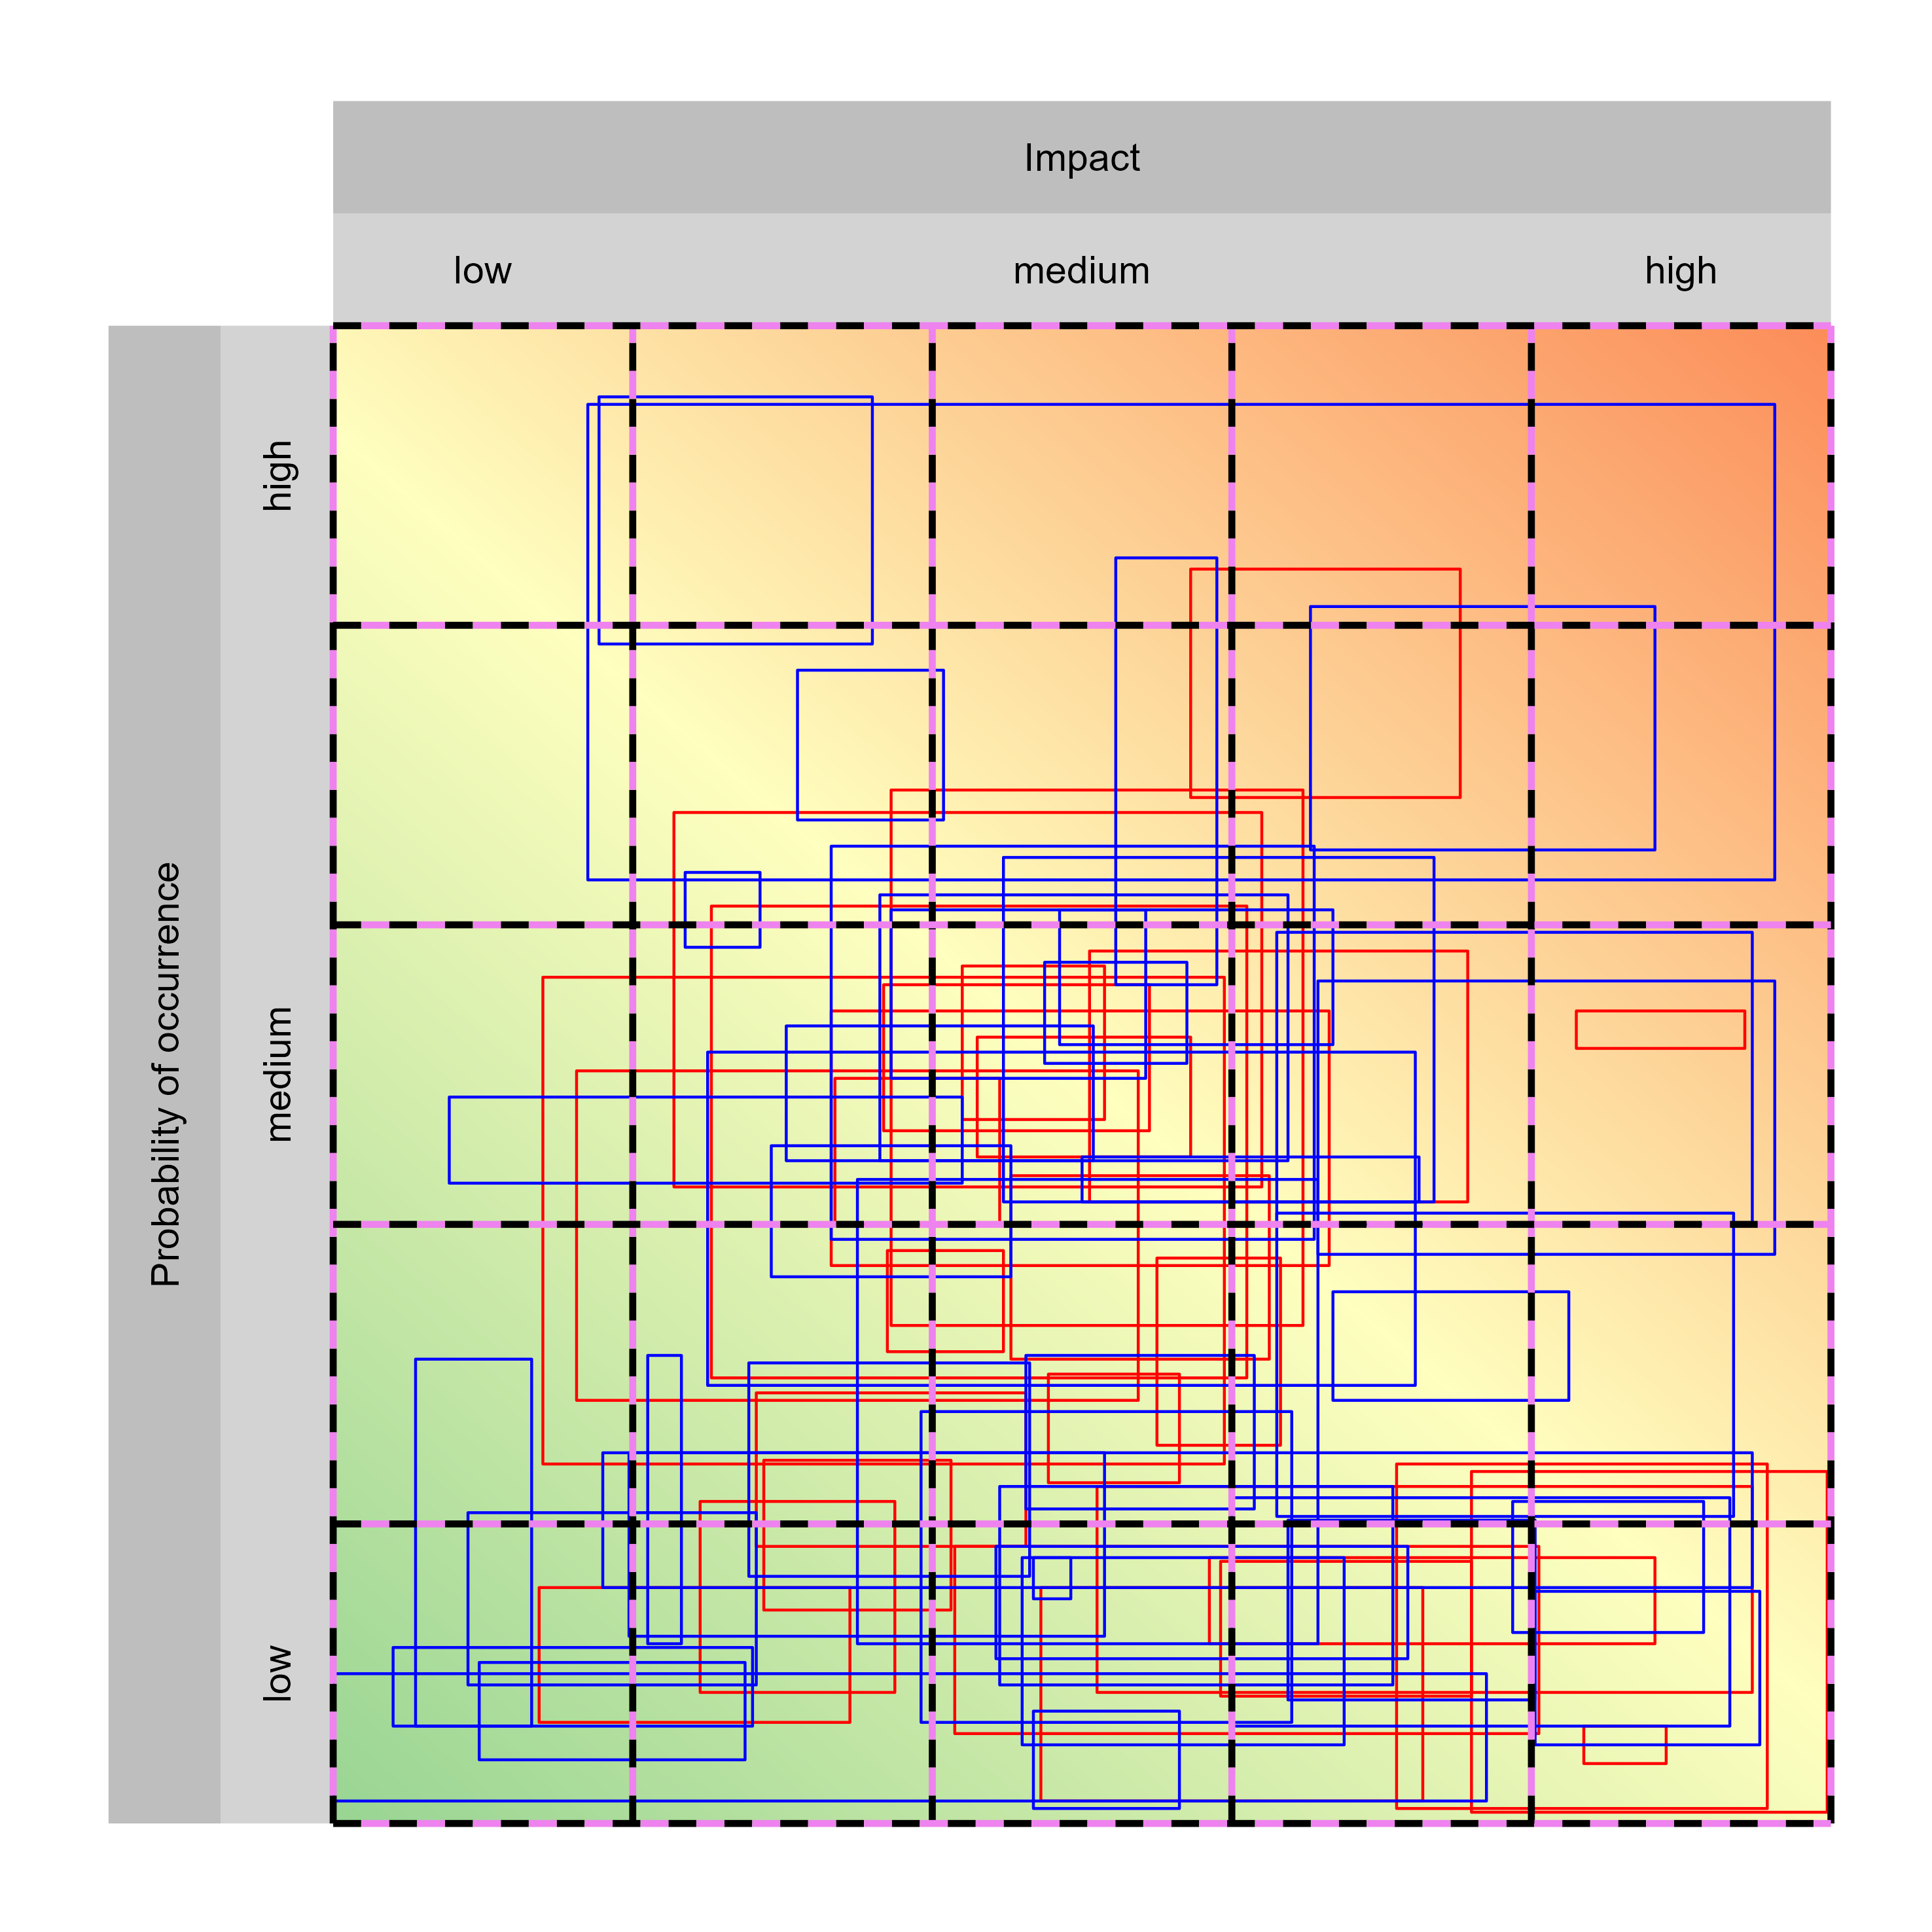 Impact
low
medium
high
Probability of occurrence
high
medium
low